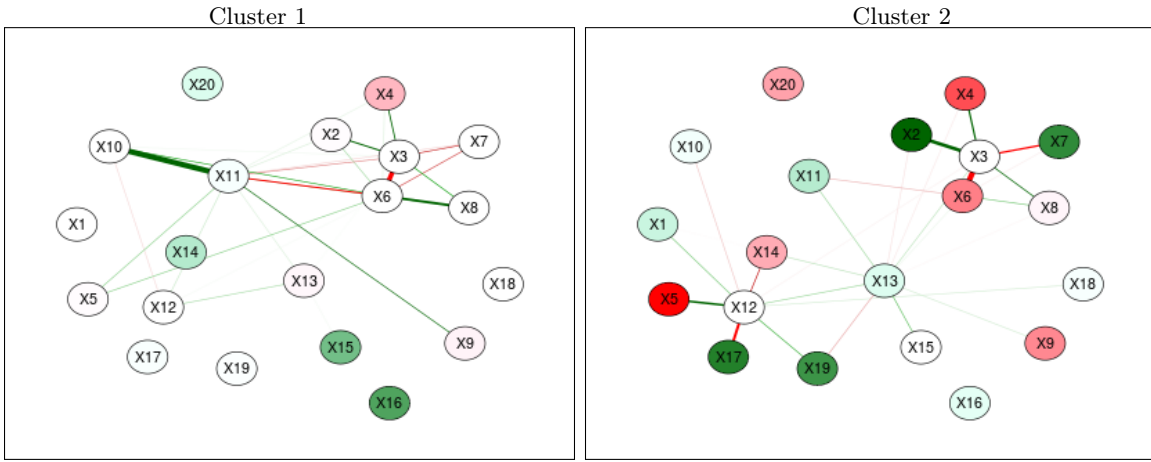 Cluster 1
X20
X4
X2
X7
X10
X3
X11
X6
X8
X1
X14
X13
X18
X5
X12
X17
X15
X9
X19
X16
Cluster 2
X20
X4
X2
X7
X10
X3
X11
X6
X8
X1
X14
X13
X18
X5
X12
X17
X15
X9
X19
X16